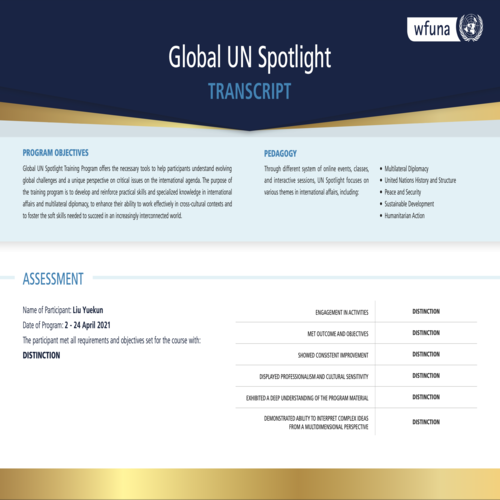 wfuna
Global UN Spotlight
TRANSCRIPT
PROGRAM OBJECTIVES
Global UN Spotlight Training Program offers the necessary tools to help participants understand evolving
global challenges and a unique perspective on critical issues on the international agenda. The purpose of
the training program is to develop and reinforce practical skills and specialized knowledge in international
affairs and multilateral diplomacy, to enhance their ability to work effectively in cross-cultural contexts and
to foster the soft skills needed to succeed in an increasingly interconnected world.
PEDAGOGY
Through different system of online events, classes,
and interactive sessions, UN Spotlight focuses on
various themes in international affairs, including:
• Multilateral Diplomacy
• United Nations History and Structure
• Peace and Security
• Sustainable Development
• Humanitarian Action
ASSESSMENT
Name of Participant: Liu Yuekun
Date of Program: 2 - 24 April 2021
The participant met all requirements and objectives set for the course with:
DISTINCTION
ENGAGEMENT IN ACTIVITIES DISTINCTION
MET OUTCOME AND OBJECTIVES DISTINCTION
SHOWED CONSISTENT IMPROVEMENT DISTINCTION
DISPLAYED PROFESSIONALISM AND CULTURAL SENSITIVITY DISTINCTION
EXHIBITED A DEEP UNDERSTANDING OF THE PROGRAM MATERIAL DISTINCTION
DEMONSTRATED ABILITY TO INTERPRET COMPLEX IDEAS
FROM A MULTIDIMENSIONAL PERSPECTIVE DISTINCTION